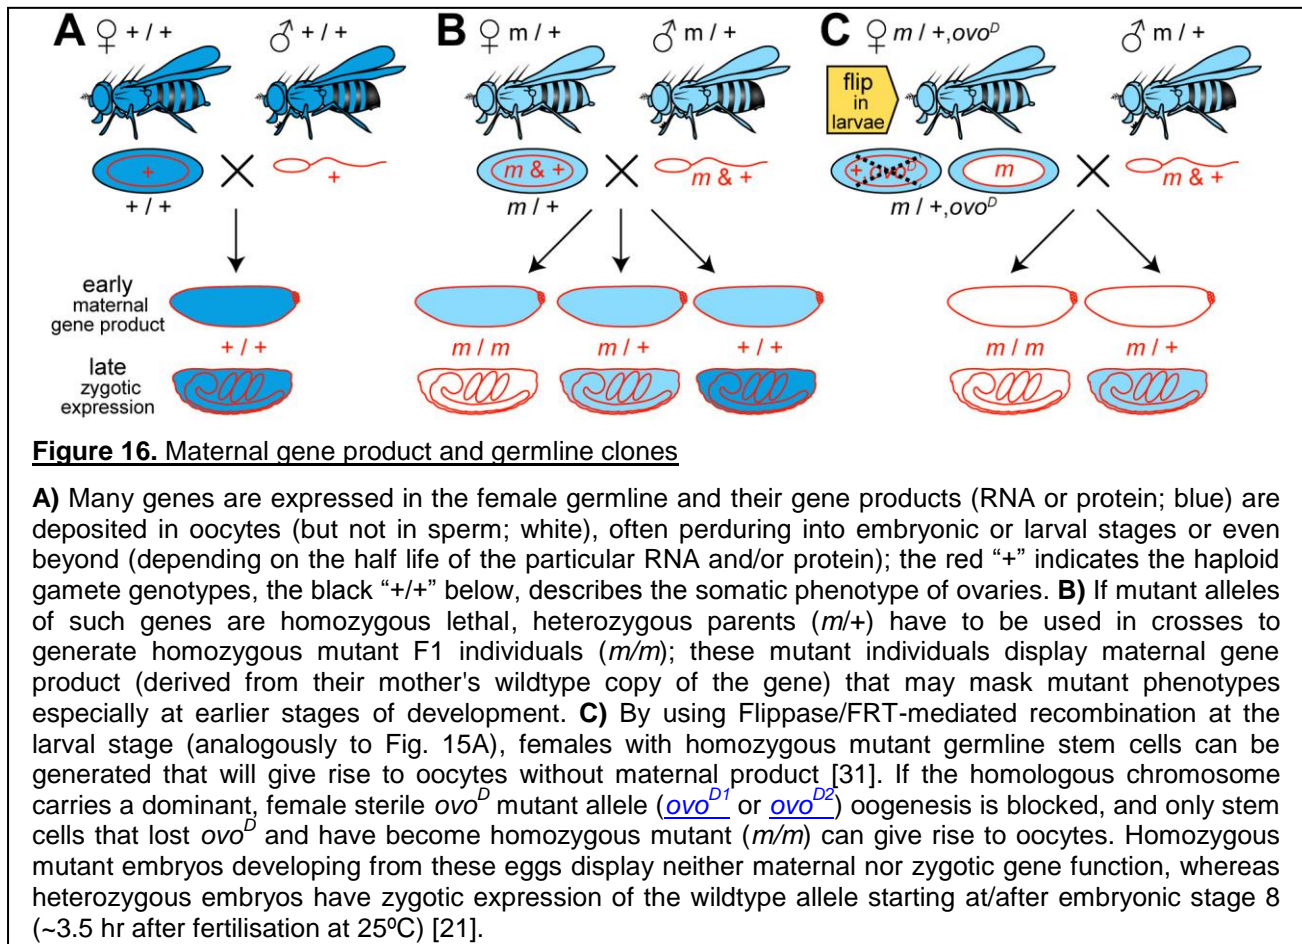 A ♀ + / + ♂ + / + B ♀ m / + ♂ m / + C ♀ m / +, ovoD ♂ m / +
flip
in
larvae
+ + m & + m & + + ovoD m m & +
+ / + m / + m / +, ovoD
early
maternal
gene product
+ / + m / m m / + + / + m / m m / +
late
zygotic
expression
Figure 16. Maternal gene product and germline clones
A) Many genes are expressed in the female germline and their gene products (RNA or protein; blue) are
deposited in oocytes (but not in sperm; white), often perduring into embryonic or larval stages or even
beyond (depending on the half life of the particular RNA and/or protein); the red “+” indicates the haploid
gamete genotypes, the black “+/+” below, describes the somatic phenotype of ovaries. B) If mutant alleles
of such genes are homozygous lethal, heterozygous parents (m/+) have to be used in crosses to
generate homozygous mutant F1 individuals (m/m); these mutant individuals display maternal gene
product (derived from their mother's wildtype copy of the gene) that may mask mutant phenotypes
especially at earlier stages of development. C) By using Flippase/FRT-mediated recombination at the
larval stage (analogously to Fig. 15A), females with homozygous mutant germline stem cells can be
generated that will give rise to oocytes without maternal product [31]. If the homologous chromosome
carries a dominant, female sterile ovoD mutant allele (ovoD1 or ovoD2) oogenesis is blocked, and only stem
cells that lost ovoD and have become homozygous mutant (m/m) can give rise to oocytes. Homozygous
mutant embryos developing from these eggs display neither maternal nor zygotic gene function, whereas
heterozygous embryos have zygotic expression of the wildtype allele starting at/after embryonic stage 8
(~3.5 hr after fertilisation at 25ºC) [21].